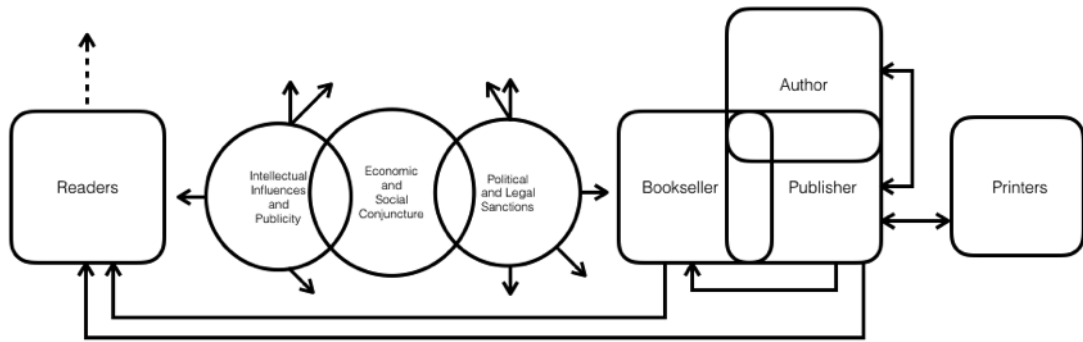 Author
Readers
Intellectual
Influences
and
Publicity
Economic
and
Social
Conjuncture
Political
and Legal
Sanctions
Bookseller
Publisher
Printers